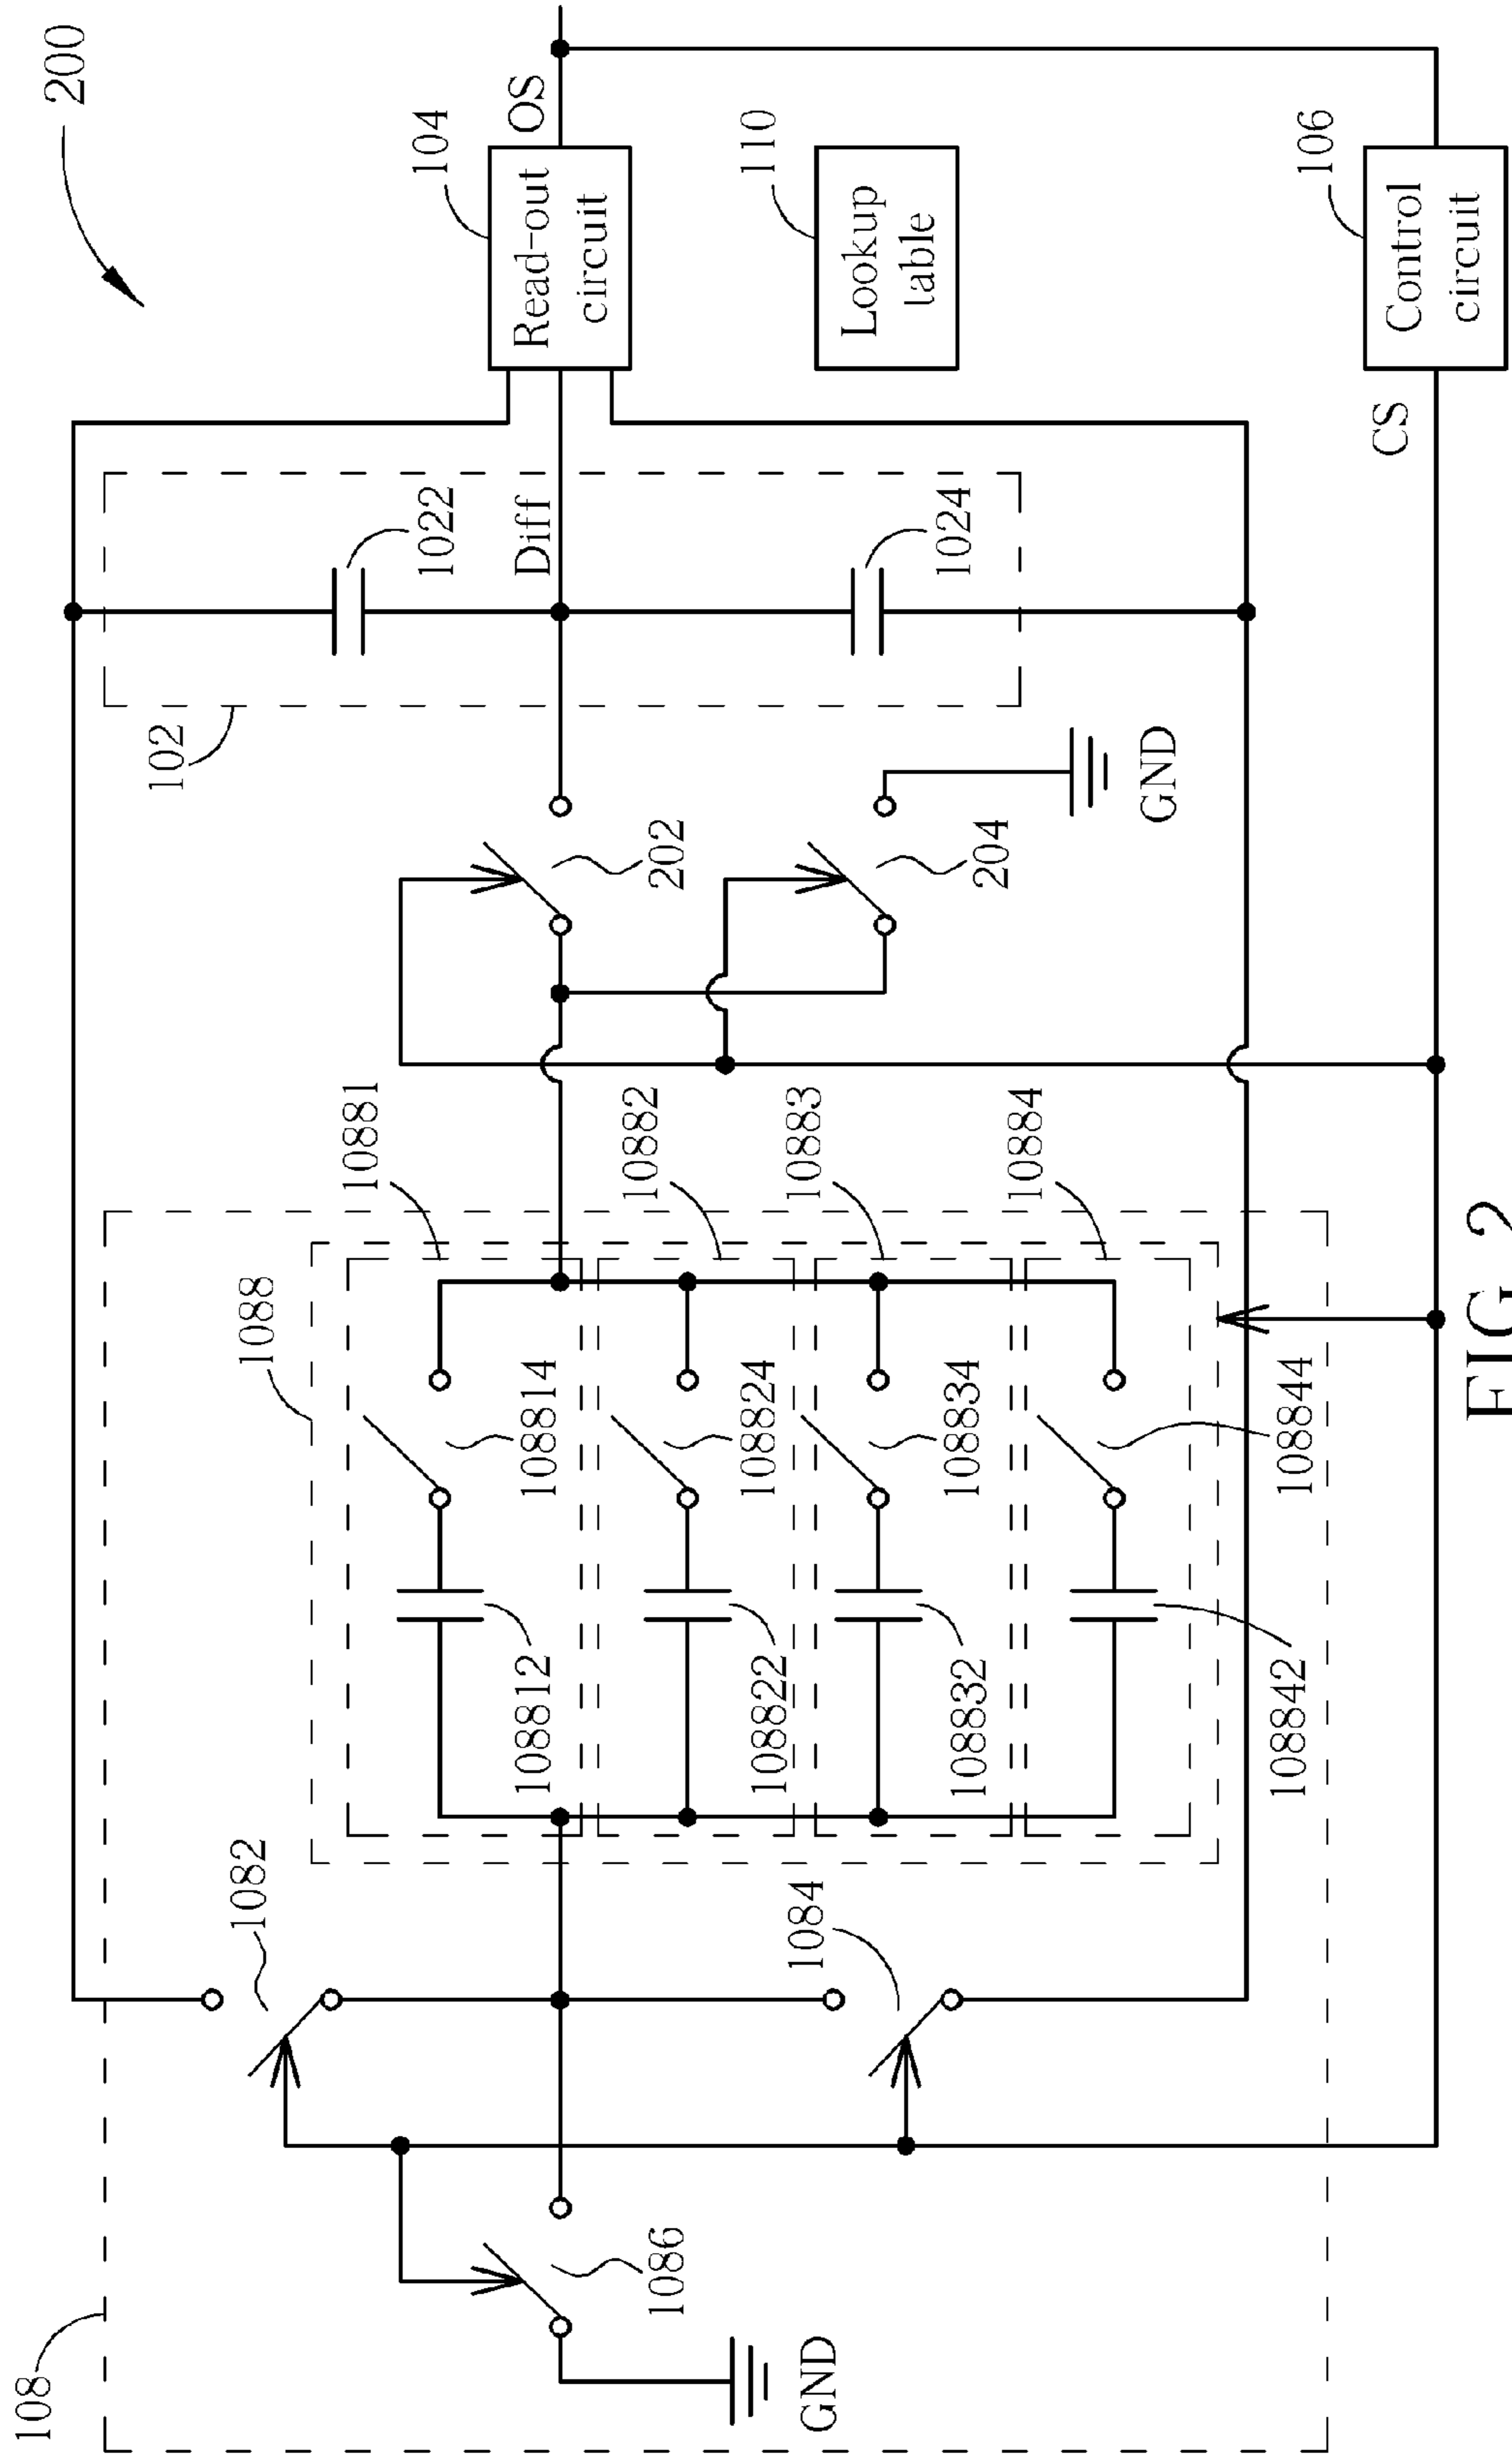 200
108
1082
1088
10881
102
1022
104
OS
Read-out
circuit
Diff
202
10882
108814
108812
1086
GND
1084
108822
108824
10883
204
GND
1024
110
Lookup
table
10884
108834
108832
108844
108842
CS
106
Control
circuit
FIG. 2